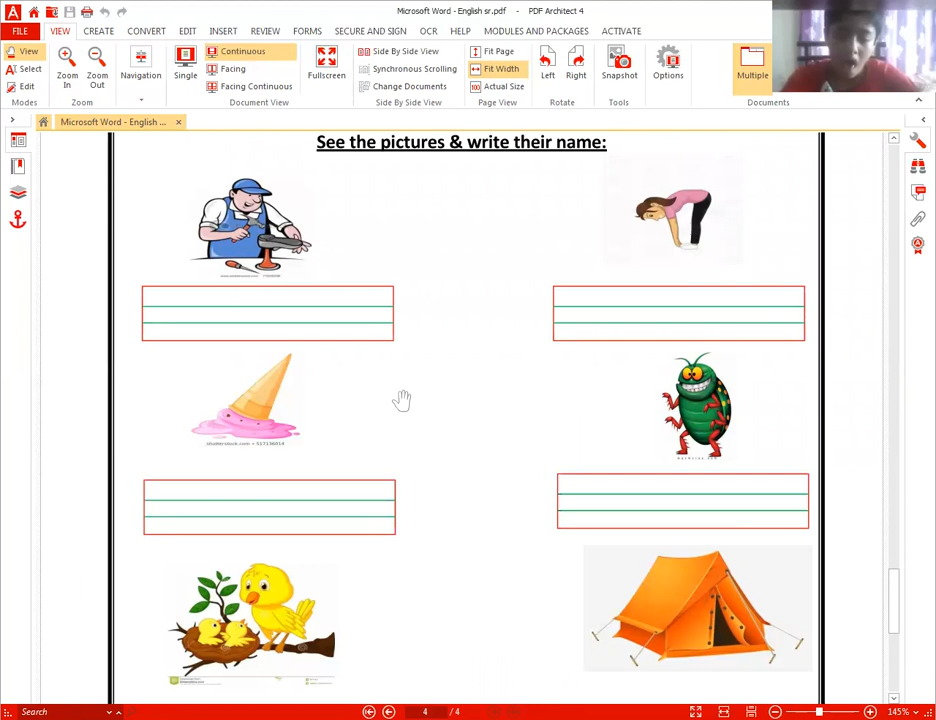 Microsoft Word - English sr.pdf - PDF Architect 4
FILE VIEW CREATE CONVERT EDIT INSERT REVIEW FORMS SECURE AND SIGN OCR HELP MODULES AND PACKAGES ACTIVATE
View
Select
Edit
Modes
Zoom In
Zoom Out
Zoom
Navigation
Single
Continuous
Facing
Facing Continuous
Document View
Fullscreen
Side By Side View
Synchronous Scrolling
Change Documents
Side By Side View
Fit Page
Fit Width
Actual Size
Page View
Left
Right
Rotate
Snapshot
Tools
Options
Multiple
Documents
Microsoft Word - English ...
See the pictures & write their name:
shutterstock.com • 517136014
Search
4 / 4
145%